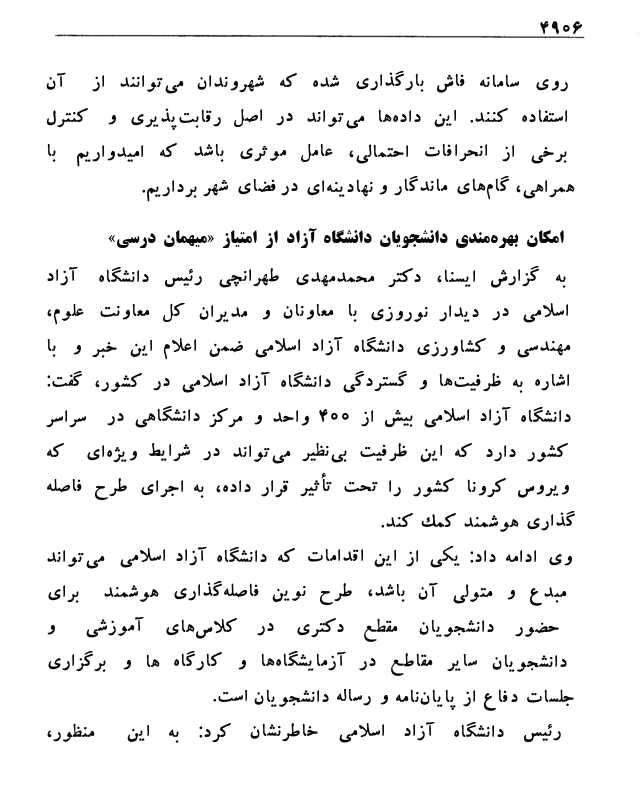 ۴۹۰۶
روی سامانه فاش بارگذاری شده که شهروندان می‌توانند از آن
استفاده کنند. این داده‌ها می‌تواند در اصل رقابت‌پذیری و کنترل
برخی از انحرافات احتمالی، عامل موثری باشد که امیدواریم با
همراهی، گام‌های ماندگار و نهادینه‌ای در فضای شهر برداریم.
امکان بهره‌مندی دانشجویان دانشگاه آزاد از امتیاز «میهمان درسی»
به گزارش ایسنا، دکتر محمدمهدی طهرانچی رئیس دانشگاه آزاد
اسلامی در دیدار نوروزی با معاونان و مدیران کل معاونت علوم،
مهندسی و کشاورزی دانشگاه آزاد اسلامی ضمن اعلام این خبر و با
اشاره به ظرفیت‌ها و گستردگی دانشگاه آزاد اسلامی در کشور، گفت:
دانشگاه آزاد اسلامی بیش از ۴۰۰ واحد و مرکز دانشگاهی در سراسر
کشور دارد که این ظرفیت بی‌نظیر می‌تواند در شرایط ویژه‌ای که
ویروس کرونا کشور را تحت تأثیر قرار داده، به اجرای طرح فاصله
گذاری هوشمند کمك کند.
وی ادامه داد: یکی از این اقدامات که دانشگاه آزاد اسلامی می‌تواند
مبدع و متولی آن باشد، طرح نوین فاصله‌گذاری هوشمند برای
حضور دانشجویان مقطع دکتری در کلاس‌های آموزشی و
دانشجویان سایر مقاطع در آزمایشگاه‌ها و کارگاه ها و برگزاری
جلسات دفاع از پایان‌نامه و رساله دانشجویان است.
رئیس دانشگاه آزاد اسلامی خاطرنشان کرد: به این منظور،